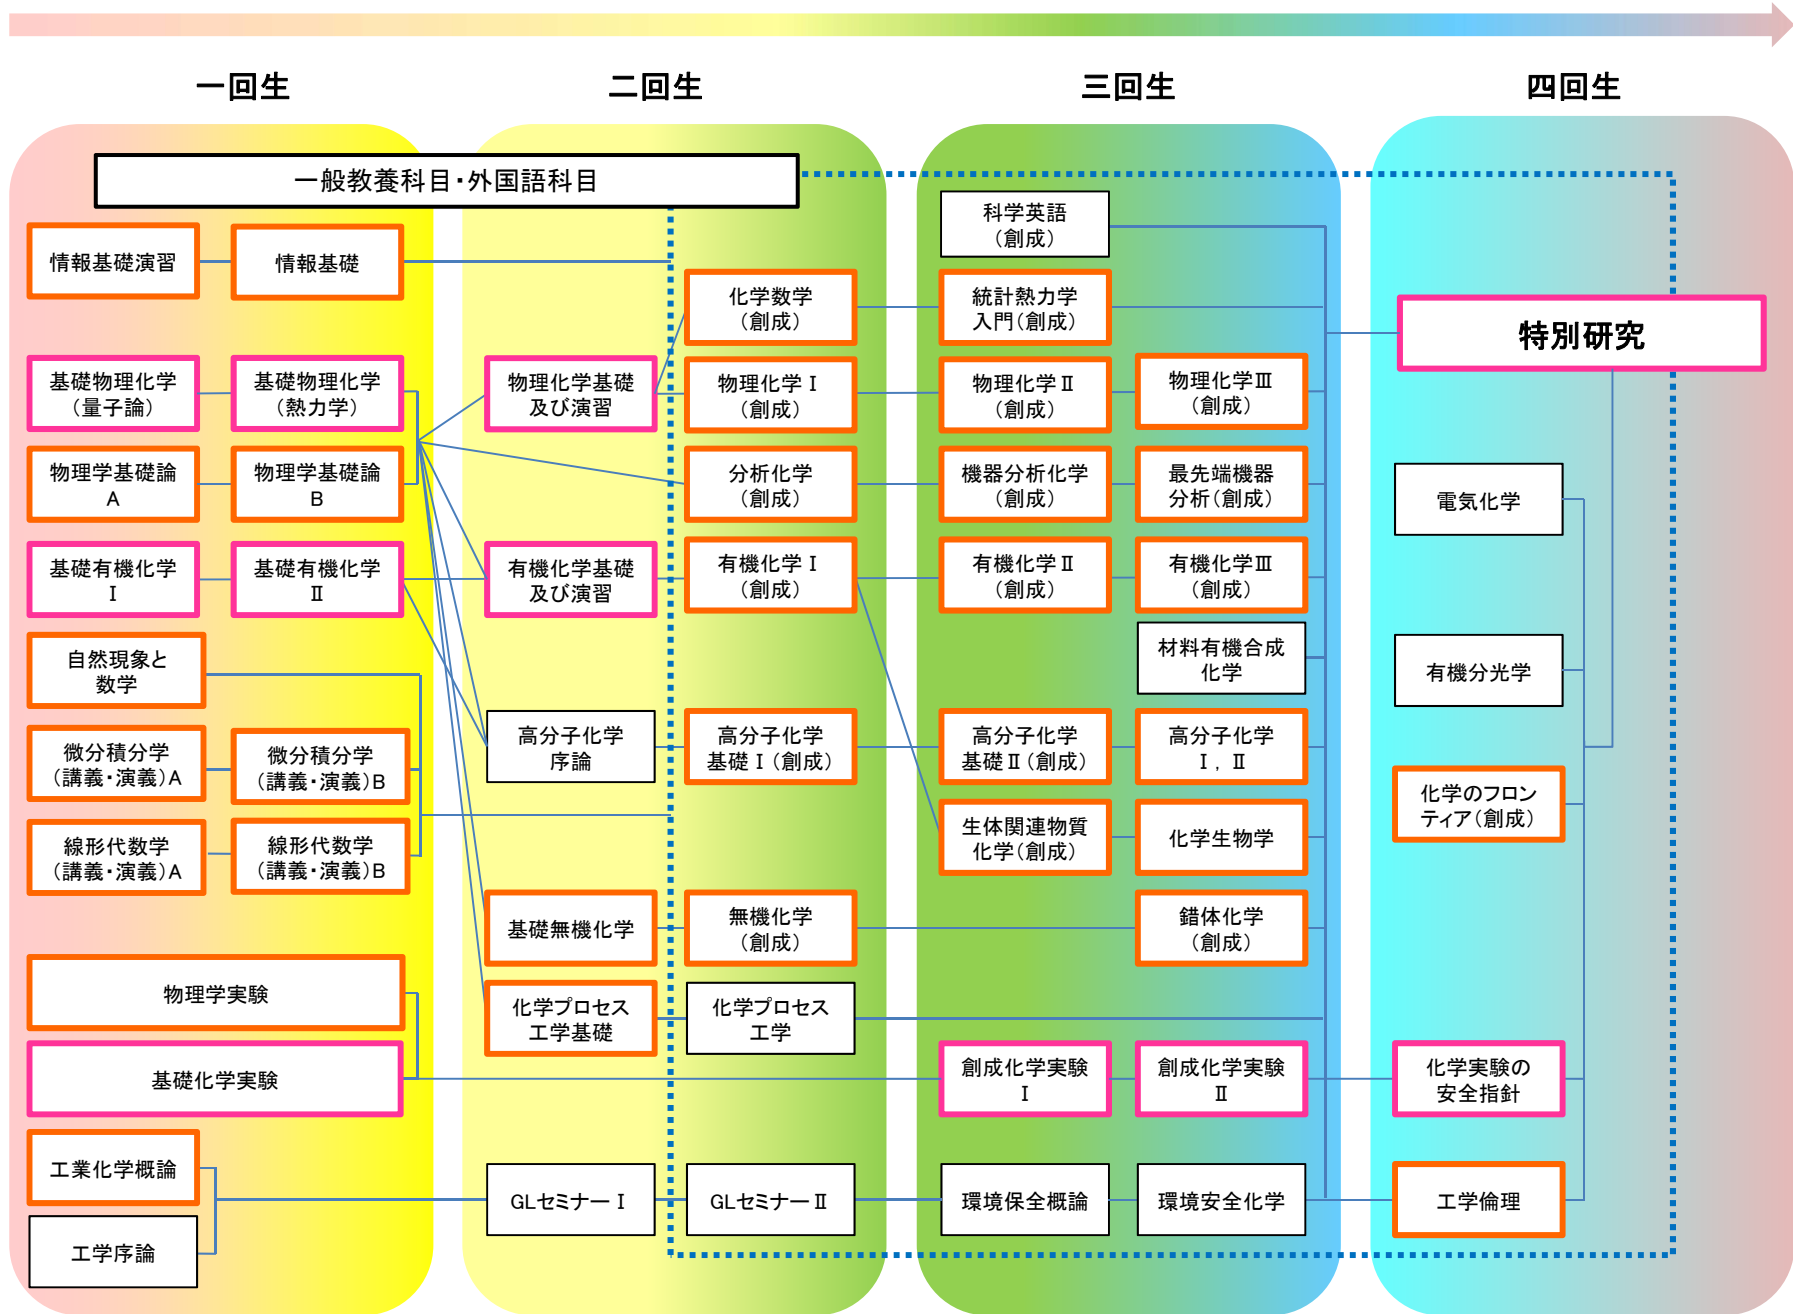 一回生
二回生
三回生
四回生
一般教養科目・外国語科目
情報基礎演習
情報基礎
基礎物理化学
（量子論）
基礎物理化学
（熱力学）
物理学基礎論
A
物理学基礎論
B
基礎有機化学
Ⅰ
基礎有機化学
Ⅱ
自然現象と
数学
微分積分学
（講義・演義）A
微分積分学
（講義・演義）B
線形代数学
（講義・演義）A
線形代数学
（講義・演義）B
物理学実験
基礎化学実験
工業化学概論
工学序論
物理化学基礎
及び演習
有機化学基礎
及び演習
高分子化学
序論
基礎無機化学
化学プロセス
工学基礎
GLセミナーⅠ
化学数学
（創成）
物理化学Ⅰ
（創成）
分析化学
（創成）
有機化学Ⅰ
（創成）
高分子化学
基礎Ⅰ（創成）
無機化学
（創成）
化学プロセス
工学
GLセミナーⅡ
科学英語
（創成）
統計熱力学
入門（創成）
物理化学Ⅱ
（創成）
機器分析化学
（創成）
有機化学Ⅱ
（創成）
高分子化学
基礎Ⅱ（創成）
生体関連物質
化学（創成）
創成化学実験
Ⅰ
環境保全概論
物理化学Ⅲ
（創成）
最先端機器
分析（創成）
有機化学Ⅲ
（創成）
材料有機合成
化学
高分子化学
Ⅰ，Ⅱ
化学生物学
錯体化学
（創成）
創成化学実験
Ⅱ
環境安全化学
特別研究
電気化学
有機分光学
化学のフロン
ティア（創成）
化学実験の
安全指針
工学倫理